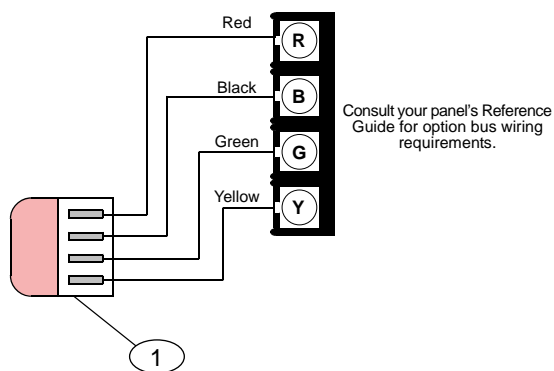 Red
R
Black
B
Consult your panel's Reference
Guide for option bus wiring
requirements.
Green
G
Yellow
Y
1